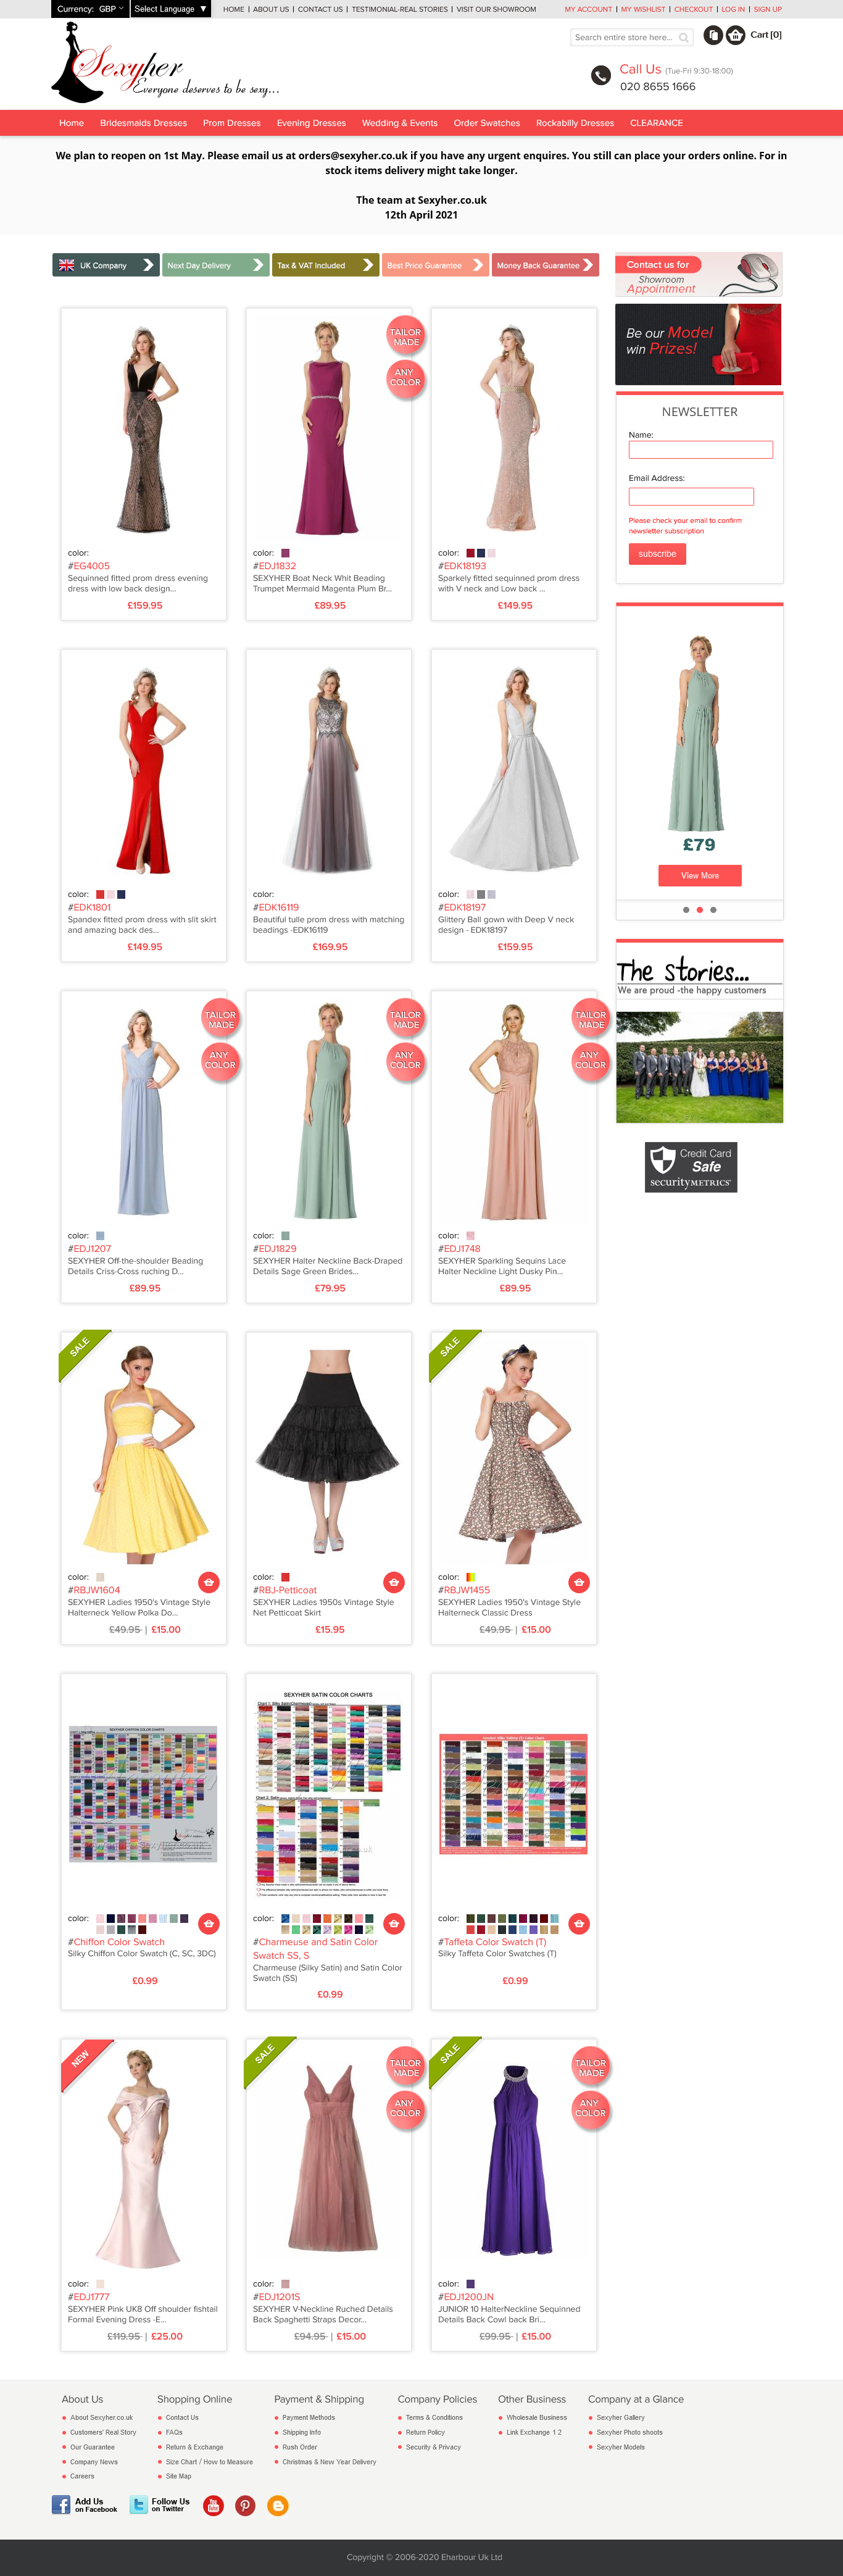 Currency: GBP
Select Language ▼
HOME | ABOUT US | CONTACT US | TESTIMONIAL-REAL STORIES | VISIT OUR SHOWROOM
MY ACCOUNT | MY WISHLIST | CHECKOUT | LOG IN | SIGN UP
Sexyher
Everyone deserves to be sexy...
Search entire store here...
Cart [0]
Call Us (Tue-Fri 9:30-18:00)
020 8655 1666
Home Bridesmaids Dresses Prom Dresses Evening Dresses Wedding & Events Order Swatches Rockabilly Dresses CLEARANCE
We plan to reopen on 1st May. Please email us at orders@sexyher.co.uk if you have any urgent enquires. You still can place your orders online. For in
stock items delivery might take longer.
The team at Sexyher.co.uk
12th April 2021
UK Company
Next Day Delivery
Tax & VAT Included
Best Price Guarantee
Money Back Guarantee
Contact us for
Showroom
Appointment
Be our Model
win Prizes!
NEWSLETTER
Name:
Email Address:
Please check your email to confirm
newsletter subscription
subscribe
color:
#EG4005
Sequinned fitted prom dress evening
dress with low back design...
£159.95
TAILOR
MADE
ANY
COLOR
color:
#EDJ1832
SEXYHER Boat Neck Whit Beading
Trumpet Mermaid Magenta Plum Br...
£89.95
color:
#EDK18193
Sparkely fitted sequinned prom dress
with V neck and Low back ...
£149.95
color:
#EDK1801
Spandex fitted prom dress with slit skirt
and amazing back des...
£149.95
color:
#EDK16119
Beautiful tulle prom dress with matching
beadings -EDK16119
£169.95
color:
#EDK18197
Glittery Ball gown with Deep V neck
design - EDK18197
£159.95
£79
View More
The Stories...
We are proud -the happy customers
Credit Card
Safe
securityMETRICS
TAILOR
MADE
ANY
COLOR
color:
#EDJ1207
SEXYHER Off-the-shoulder Beading
Details Criss-Cross ruching D...
£89.95
TAILOR
MADE
ANY
COLOR
color:
#EDJ1829
SEXYHER Halter Neckline Back-Draped
Details Sage Green Brides...
£79.95
TAILOR
MADE
ANY
COLOR
color:
#EDJ1748
SEXYHER Sparkling Sequins Lace
Halter Neckline Light Dusky Pin...
£89.95
SALE
color:
#RBJW1604
SEXYHER Ladies 1950's Vintage Style
Halterneck Yellow Polka Do...
£49.95 | £15.00
color:
#RBJ-Petticoat
SEXYHER Ladies 1950s Vintage Style
Net Petticoat Skirt
£15.95
SALE
color:
#RBJW1455
SEXYHER Ladies 1950's Vintage Style
Halterneck Classic Dress
£49.95 | £15.00
color:
#Chiffon Color Swatch
Silky Chiffon Color Swatch (C, SC, 3DC)
£0.99
SEXYHER SATIN COLOR CHARTS
color:
#Charmeuse and Satin Color
Swatch SS, S
Charmeuse (Silky Satin) and Satin Color
Swatch (SS)
£0.99
color:
#Taffeta Color Swatch (T)
Silky Taffeta Color Swatches (T)
£0.99
NEW
color:
#EDJ1777
SEXYHER Pink UK8 Off shoulder fishtail
Formal Evening Dress -E...
£119.95 | £25.00
SALE
TAILOR
MADE
ANY
COLOR
color:
#EDJ1201S
SEXYHER V-Neckline Ruched Details
Back Spaghetti Straps Decor...
£94.95 | £15.00
SALE
TAILOR
MADE
ANY
COLOR
color:
#EDJ1200JN
JUNIOR 10 HalterNeckline Sequinned
Details Back Cowl back Bri...
£99.95 | £15.00
About Us
About Sexyher.co.uk
Customers' Real Story
Our Guarantee
Company News
Careers
Shopping Online
Contact Us
FAQs
Return & Exchange
Size Chart / How to Measure
Site Map
Payment & Shipping
Payment Methods
Shipping Info
Rush Order
Christmas & New Year Delivery
Company Policies
Terms & Conditions
Return Policy
Security & Privacy
Other Business
Wholesale Business
Link Exchange 1 2
Company at a Glance
Sexyher Gallery
Sexyher Photo shoots
Sexyher Models
Add Us
on Facebook
Follow Us
on Twitter
Copyright © 2006-2020 Eharbour Uk Ltd